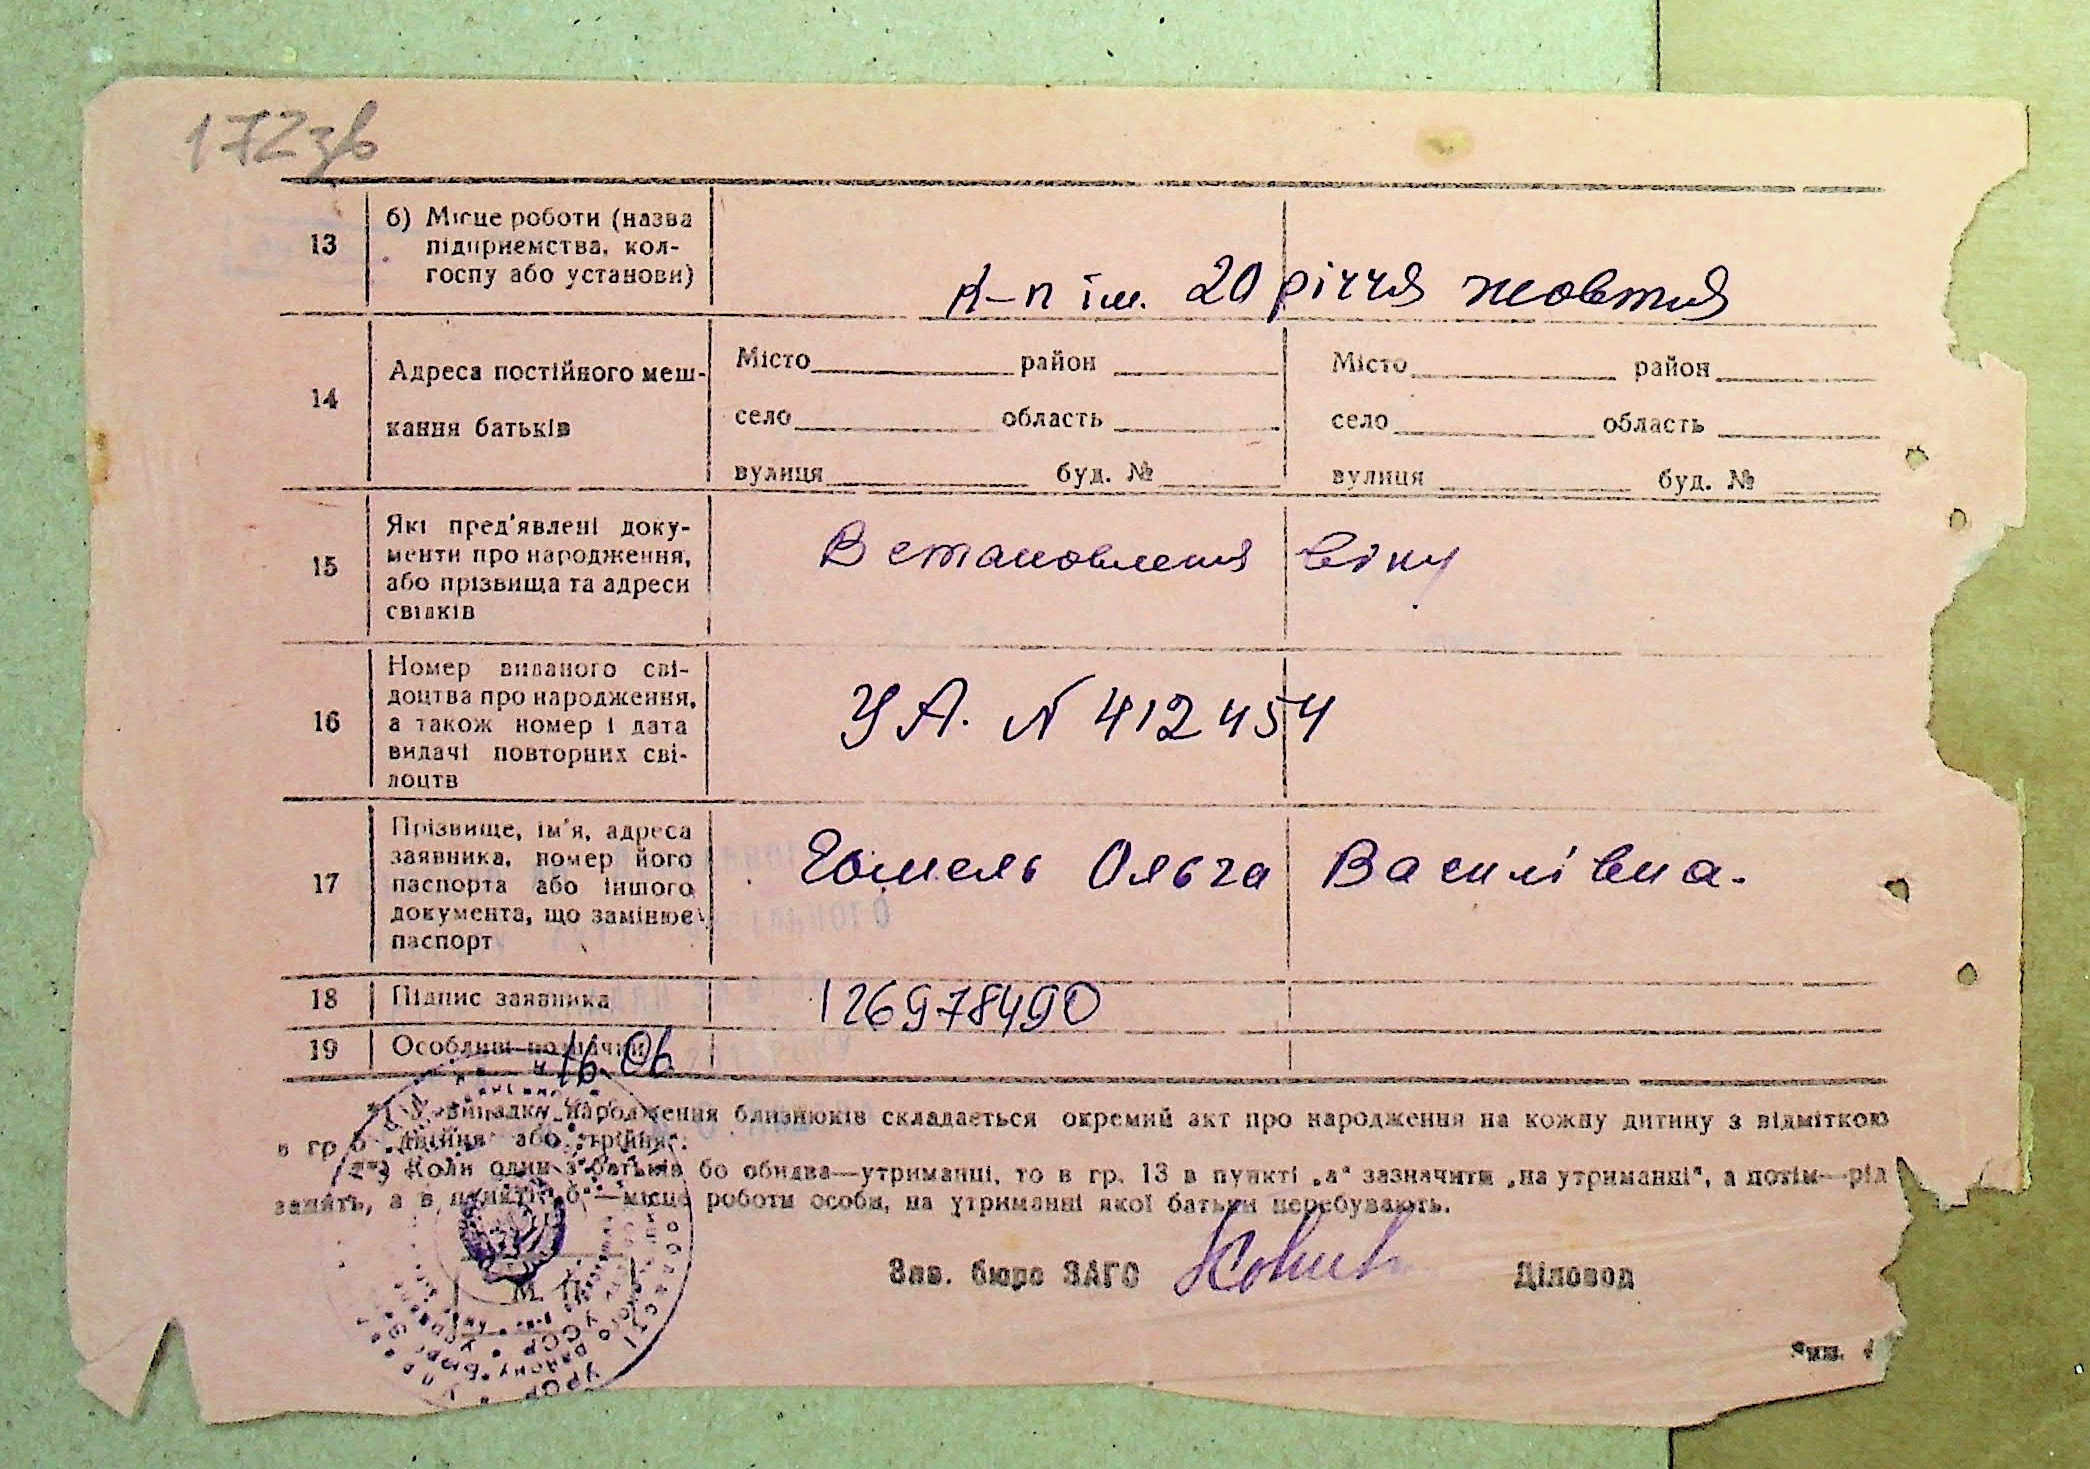 172зв
13
б) Місце роботи (назва
підприємства, кол-
госпу або установи)
к-п ім. 20 річчя жовтня
14
Адреса постійного меш-
кання батьків
Місто район
село область
вулиця буд. №
Місто район
село область
вулиця буд. №
15
Які пред'явлені доку-
менти про народження,
або прізвища та адреси
свідків
Встановлення віку
16
Номер виданого сві-
доцтва про народження,
а також номер і дата
видачі повторних сві-
доцтв
УА. № 412454
17
Прізвище, ім'я, адреса
заявника, номер його
паспорта або іншого
документа, що замінює
паспорт
Гомель Ольга Василівна.
18
Підпис заявника
126978490
19
Особливі позначки
*) У випадку народження близнюків складається окремий акт про народження на кожну дитину з відміткою
в гр 6 „двійня" або „трійня".
**) Коли один з батьків або обидва—утриманці, то в гр. 13 в пункті „а" зазначити „на утриманні", а потім—рід
занять, а в пункті „б"—місце роботи особи, на утриманні якої батьки перебувають.
Зав. бюро ЗАГС
Діловод
М. П.